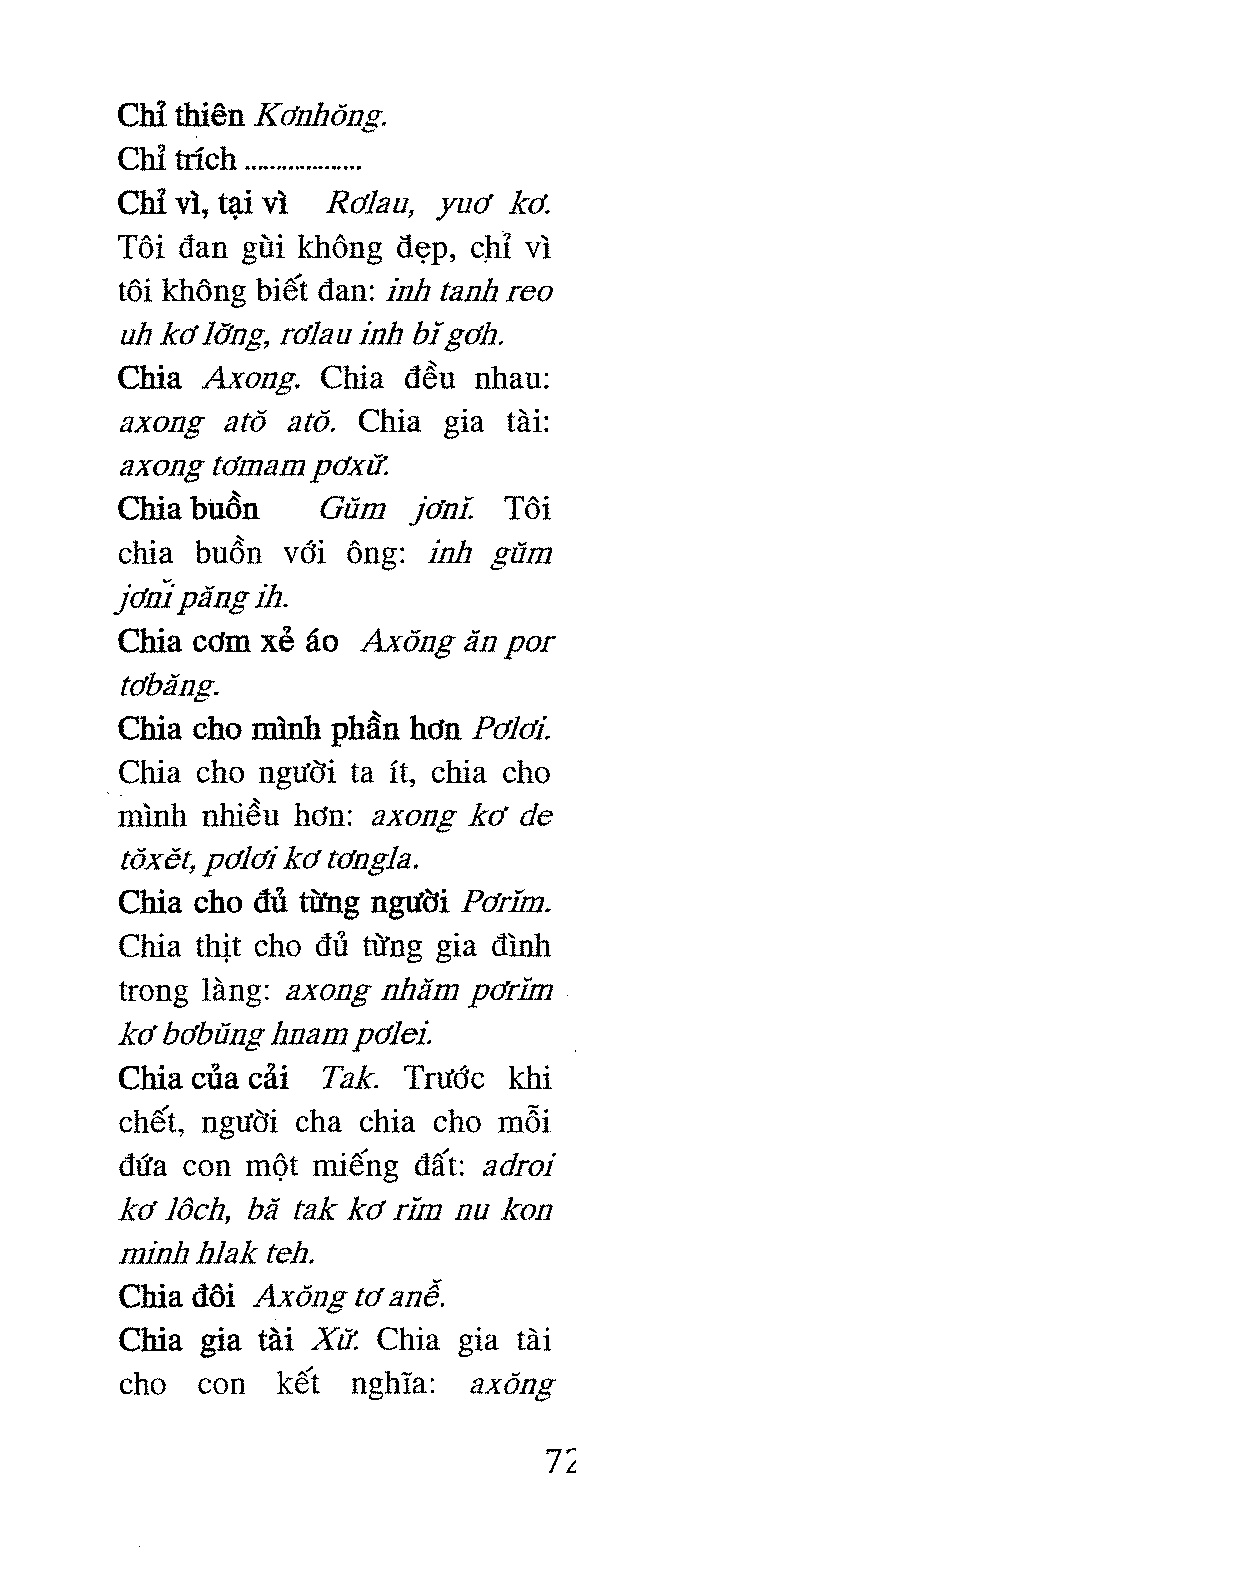 Chỉ thiên Kơnhŏng.
Chỉ trích ..................
Chỉ vì, tại vì Rơlau, yuơ kơ.
Tôi đan gùi không đẹp, chỉ vì
tôi không biết đan: inh tanh reo
uh kơ lơ̆ng, rơlau inh bĭ gơh.
Chia Axong. Chia đều nhau:
axong atŏ atŏ. Chia gia tài:
axong tơmam pơxư̆.
Chia buồn Gŭm jơnĭ. Tôi
chia buồn với ông: inh gŭm
jơnĭ păng ih.
Chia cơm xẻ áo Axŏng ăn por
tơbăng.
Chia cho mình phần hơn Pơlơi.
Chia cho người ta ít, chia cho
mình nhiều hơn: axong kơ de
tŏxĕt, pơlơi kơ tơngla.
Chia cho đủ từng người Pơrĭm.
Chia thịt cho đủ từng gia đình
trong làng: axong nhăm pơrĭm
kơ bơbŭng hnam pơlei.
Chia của cải Tak. Trước khi
chết, người cha chia cho mỗi
đứa con một miếng đất: adroi
kơ lôch, bă tak kơ rĭm nu kon
minh hlak teh.
Chia đôi Axŏng tơ anê̆.
Chia gia tài Xư̆. Chia gia tài
cho con kết nghĩa: axŏng
72